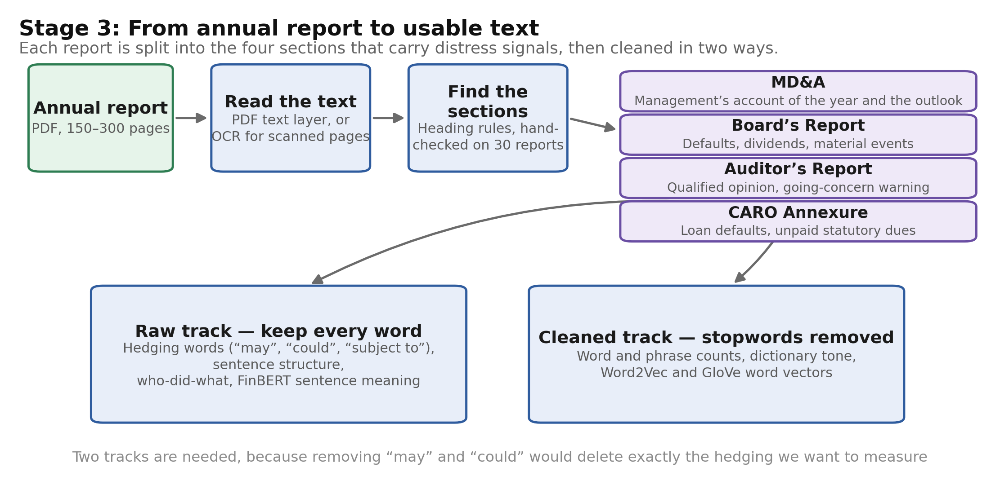 Stage 3: From annual report to usable text
Each report is split into the four sections that carry distress signals, then cleaned in two ways.
Annual report
PDF, 150–300 pages
Read the text
PDF text layer, or
OCR for scanned pages
Find the
sections
Heading rules, hand-
checked on 30 reports
MD&A
Management’s account of the year and the outlook
Board’s Report
Defaults, dividends, material events
Auditor’s Report
Qualified opinion, going-concern warning
CARO Annexure
Loan defaults, unpaid statutory dues
Raw track — keep every word
Hedging words (“may”, “could”, “subject to”),
sentence structure,
who-did-what, FinBERT sentence meaning
Cleaned track — stopwords removed
Word and phrase counts, dictionary tone,
Word2Vec and GloVe word vectors
Two tracks are needed, because removing “may” and “could” would delete exactly the hedging we want to measure